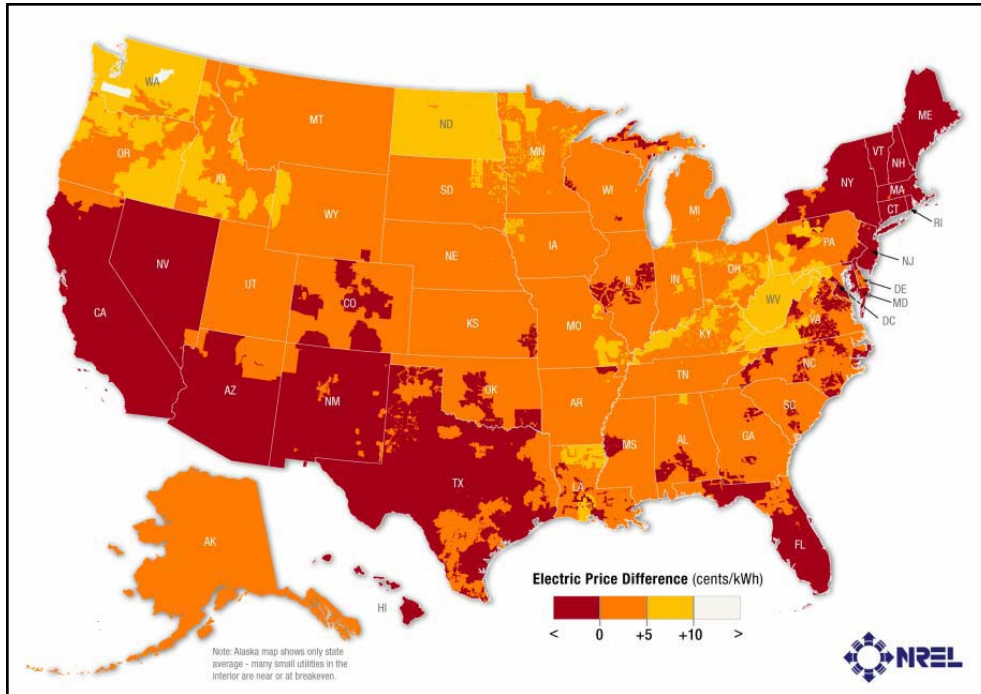 WA
MT
ND
MN
ME
VT
NH
OR
ID
SD
WI
NY
MA
WY
MI
CT
RI
IA
PA
NE
NJ
NV
UT
IL
IN
OH
DE
CO
WV
MD
CA
KS
MO
VA
DC
KY
NC
TN
AZ
NM
OK
AR
SC
MS
AL
GA
TX
LA
FL
AK
HI
Electric Price Difference (cents/kWh)
< 0 +5 +10 >
Note: Alaska map shows only state
average - many small utilities in the
interior are near or at breakeven.
NREL